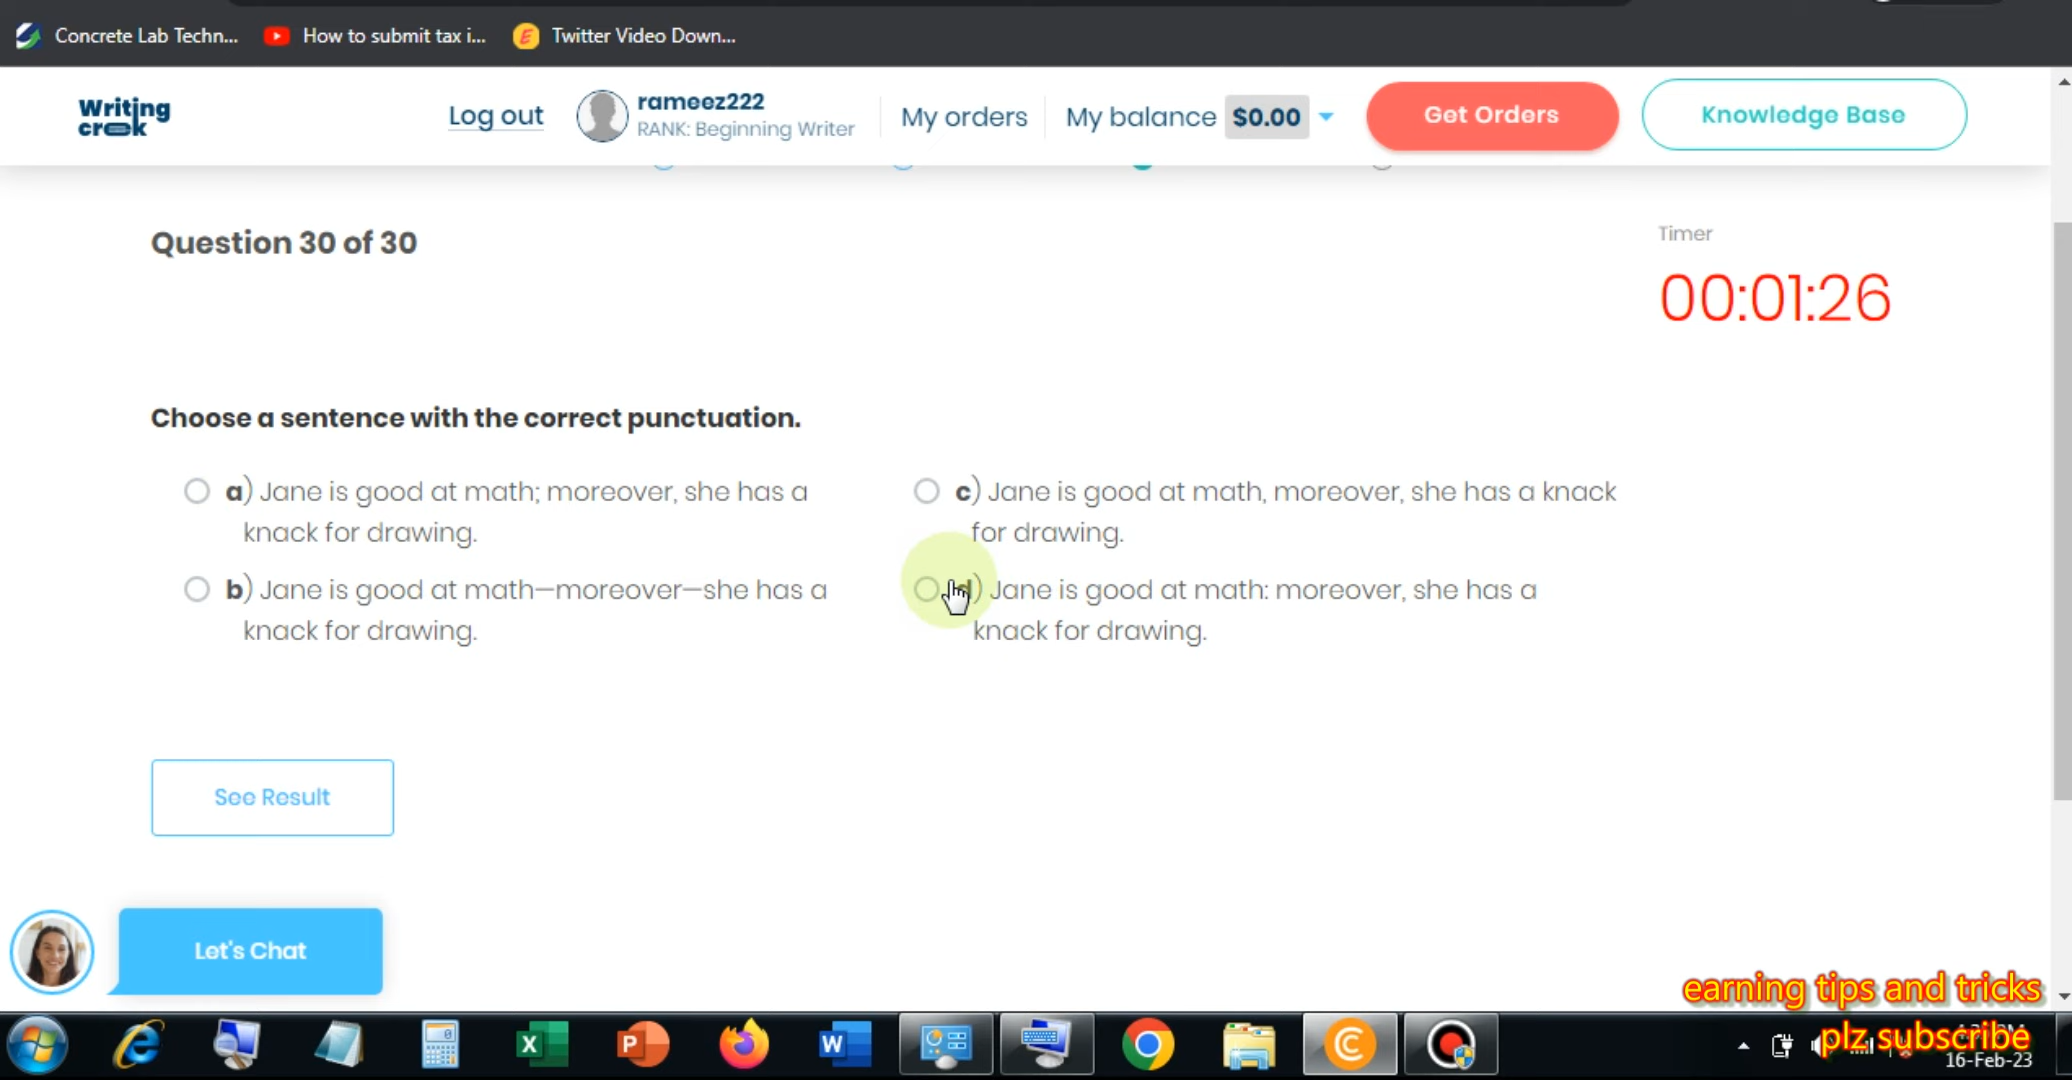 Concrete Lab Techn... How to submit tax i... Twitter Video Down...
Writing creek Log out rameez222 My orders My balance $0.00 Get Orders Knowledge Base
RANK: Beginning Writer
Question 30 of 30
Timer
00:01:26
Choose a sentence with the correct punctuation.
a) Jane is good at math; moreover, she has a
knack for drawing.
b) Jane is good at math—moreover—she has a
knack for drawing.
c) Jane is good at math, moreover, she has a knack
for drawing.
d) Jane is good at math: moreover, she has a
knack for drawing.
See Result
Let's Chat
earning tips and tricks
plz subscribe
16-Feb-23